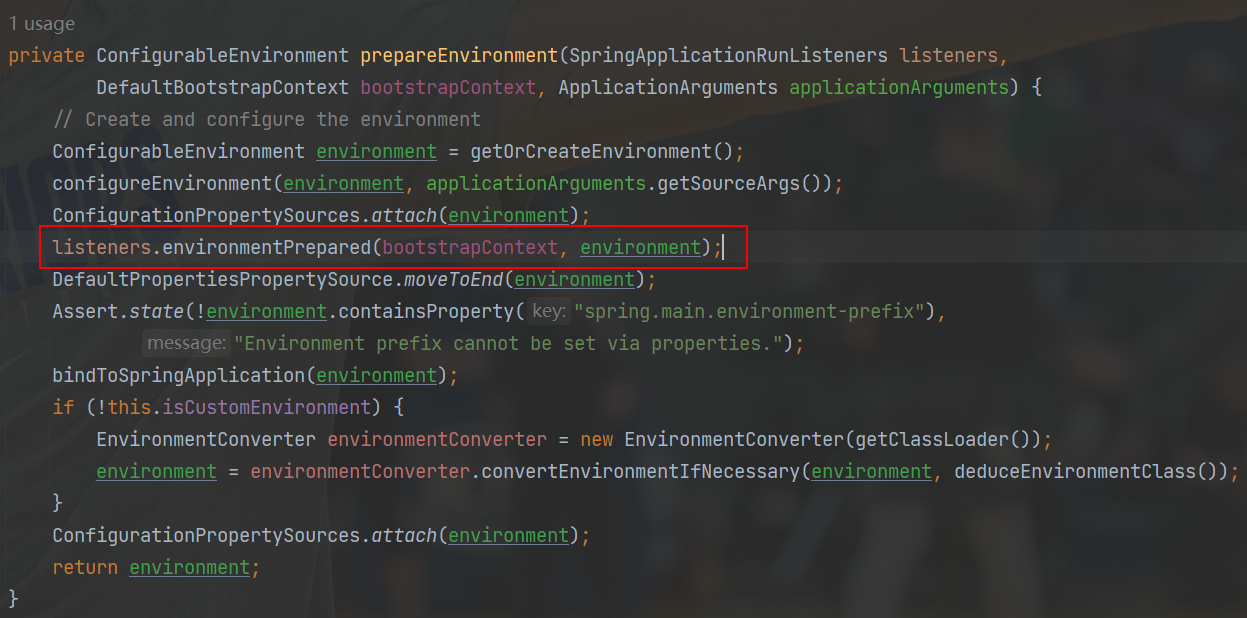 1 usage
private ConfigurableEnvironment prepareEnvironment(SpringApplicationRunListeners listeners,
DefaultBootstrapContext bootstrapContext, ApplicationArguments applicationArguments) {
// Create and configure the environment
ConfigurableEnvironment environment = getOrCreateEnvironment();
configureEnvironment(environment, applicationArguments.getSourceArgs());
ConfigurationPropertySources.attach(environment);
listeners.environmentPrepared(bootstrapContext, environment);
DefaultPropertiesPropertySource.moveToEnd(environment);
Assert.state(!environment.containsProperty( key: "spring.main.environment-prefix"),
message: "Environment prefix cannot be set via properties.");
bindToSpringApplication(environment);
if (!this.isCustomEnvironment) {
EnvironmentConverter environmentConverter = new EnvironmentConverter(getClassLoader());
environment = environmentConverter.convertEnvironmentIfNecessary(environment, deduceEnvironmentClass());
}
ConfigurationPropertySources.attach(environment);
return environment;
}